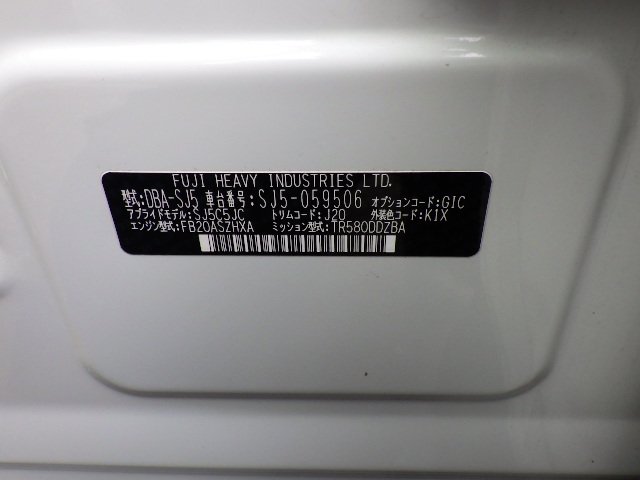 FUJI HEAVY INDUSTRIES LTD.
型式:DBA-SJ5 車台番号:SJ5-059506 オプションコード:GIC
アプライドモデル:SJ5C5JC トリムコード:J20 外装色コード:K1X
エンジン型式:FB20ASZHXA ミッション型式:TR580DDZBA